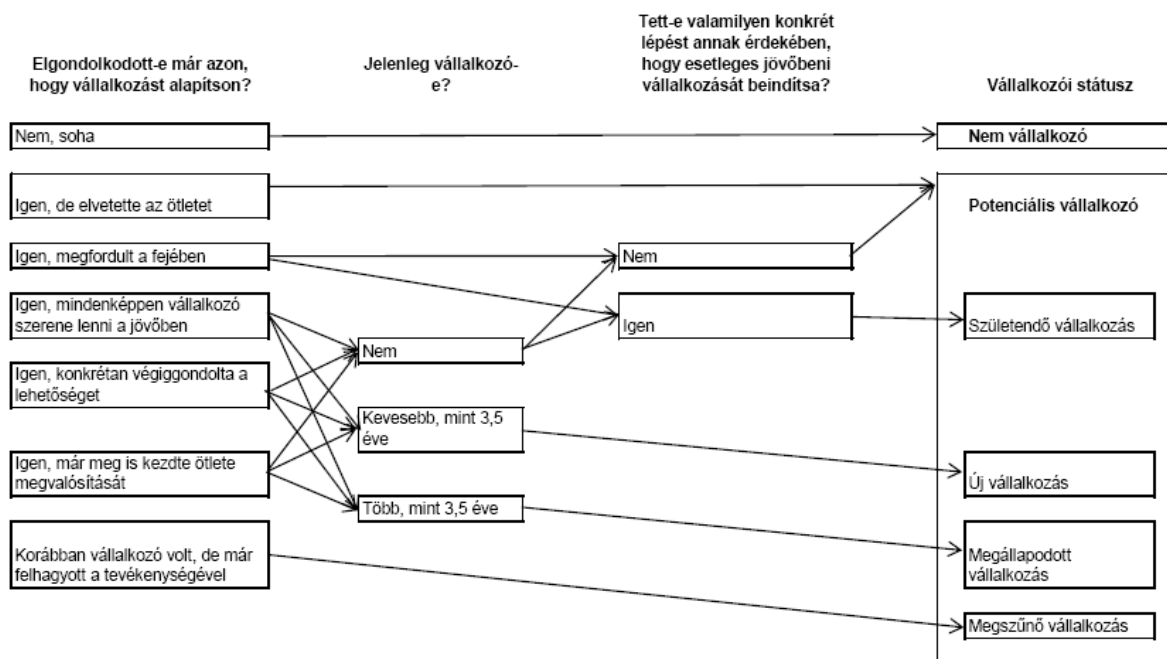 Elgondolkodott-e már azon,
hogy vállalkozást alapítson?
Jelenleg vállalkozó-
e?
Tett-e valamilyen konkrét
lépést annak érdekében,
hogy esetleges jövőbeni
vállalkozását beindítsa?
Vállalkozói státusz
Nem, soha
Nem vállalkozó
Igen, de elvetette az ötletet
Potenciális vállalkozó
Igen, megfordult a fejében
Nem
Igen, mindenképpen vállalkozó
szerene lenni a jövőben
Igen
Születendő vállalkozás
Nem
Igen, konkrétan végiggondolta a
lehetőséget
Kevesebb, mint 3,5
éve
Igen, már meg is kezdte ötlete
megvalósítását
Új vállalkozás
Több, mint 3,5 éve
Korábban vállalkozó volt, de már
felhagyott a tevékenységével
Megállapodott
vállalkozás
Megszűnő vállalkozás